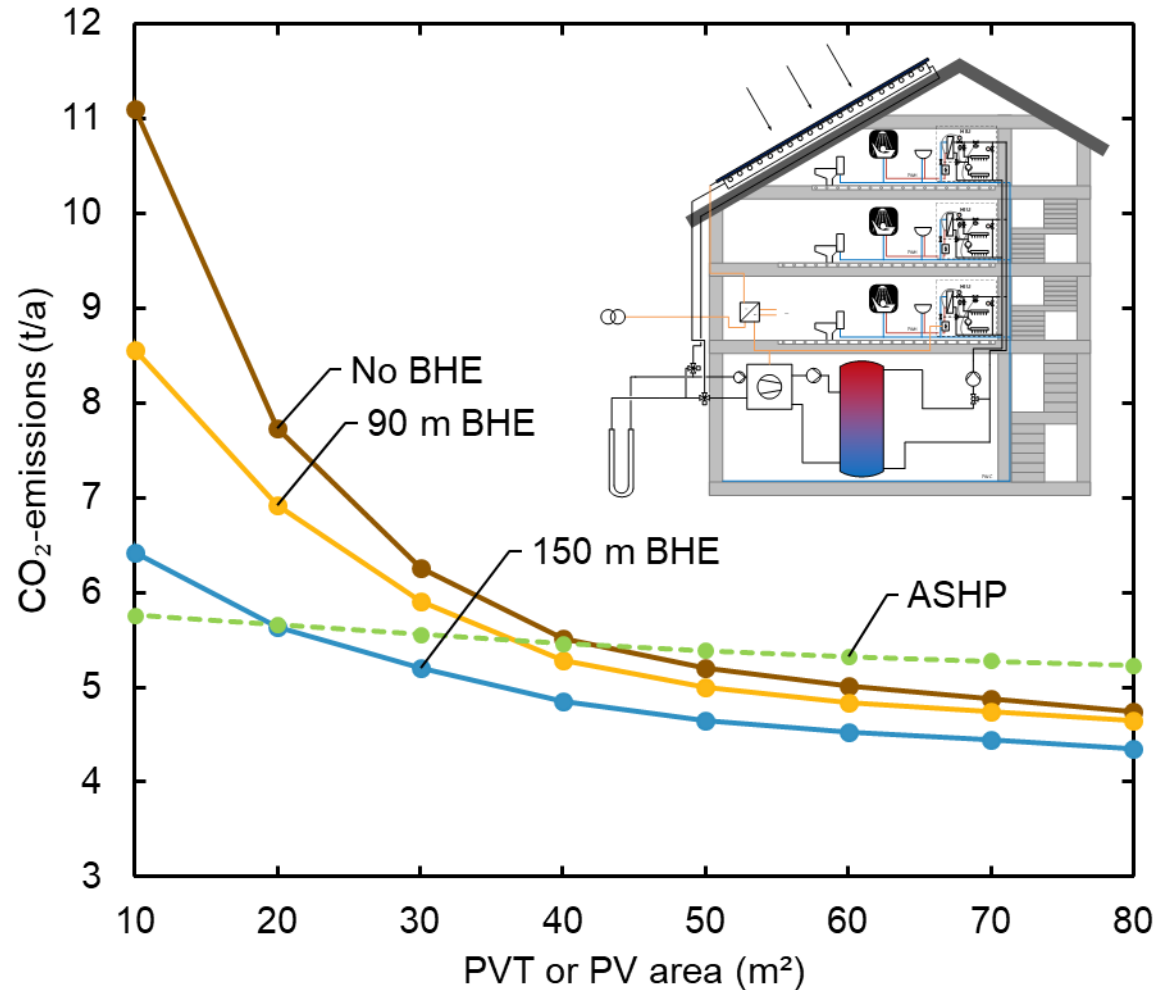 12
11
10
9
8
7
6
5
4
3
CO₂-emissions (t/a)
No BHE
90 m BHE
150 m BHE
ASHP
10 20 30 40 50 60 70 80
PVT or PV area (m²)